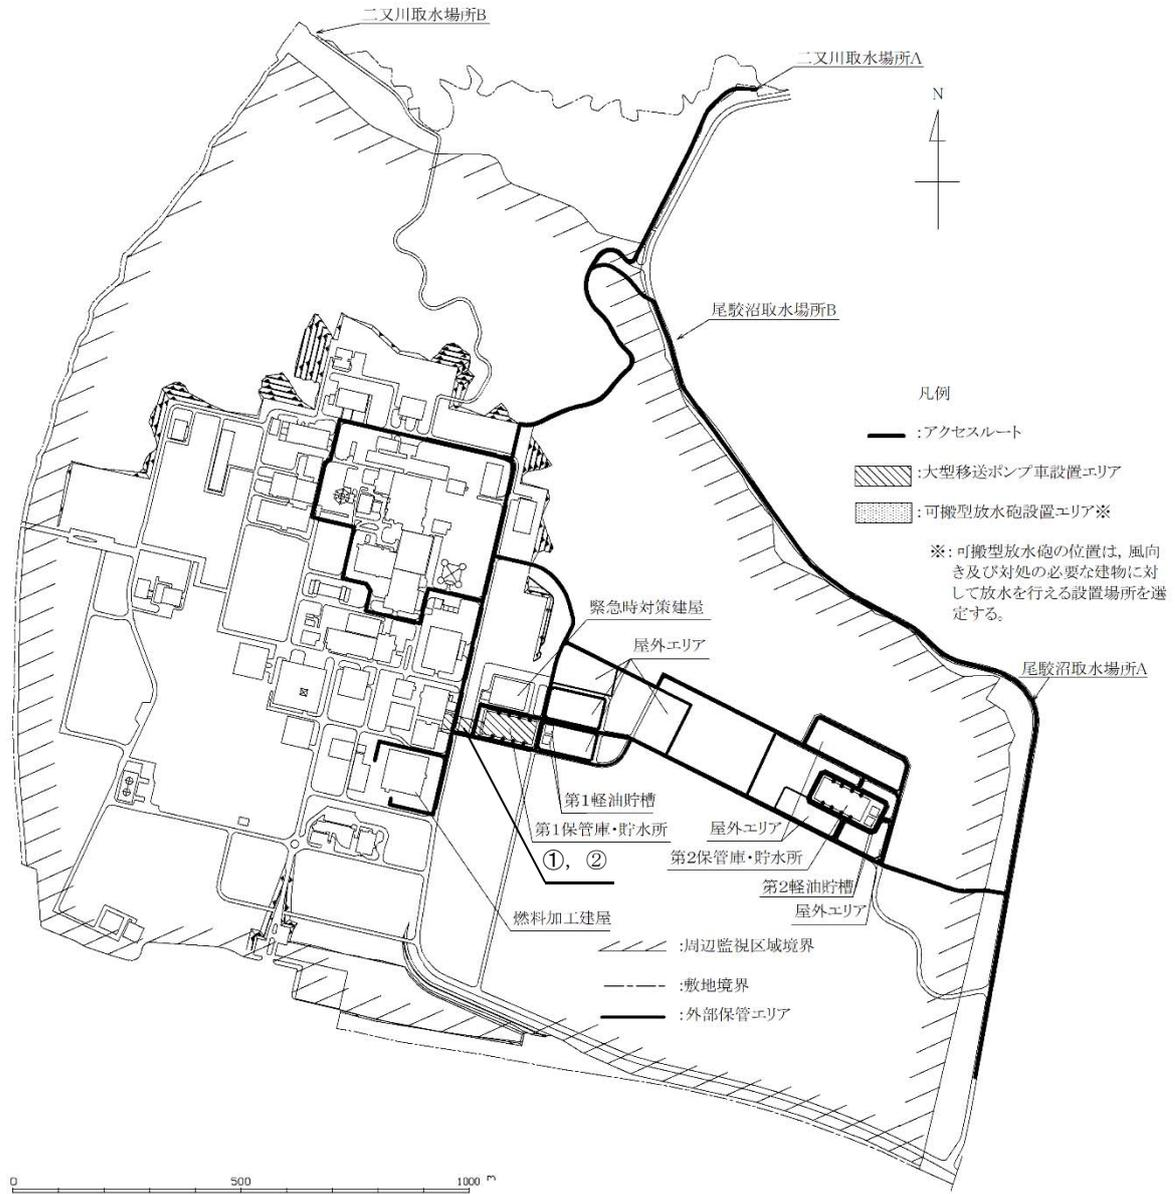 二又川取水場所B
二又川取水場所A
N
尾駮沼取水場所B
凡例
:アクセスルート
:大型移送ポンプ車設置エリア
:可搬型放水砲設置エリア※
※:可搬型放水砲の位置は，風向
き及び対処の必要な建物に対
して放水を行える設置場所を選
定する。
緊急時対策建屋
屋外エリア
尾駮沼取水場所A
第1軽油貯槽
第1保管庫・貯水所
①，②
屋外エリア
第2保管庫・貯水所
第2軽油貯槽
屋外エリア
燃料加工建屋
:周辺監視区域境界
:敷地境界
:外部保管エリア
0 500 1000 m